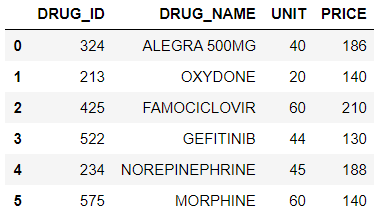 DRUG_ID DRUG_NAME UNIT PRICE
0 324 ALEGRA 500MG 40 186
1 213 OXYDONE 20 140
2 425 FAMOCICLOVIR 60 210
3 522 GEFITINIB 44 130
4 234 NOREPINEPHRINE 45 188
5 575 MORPHINE 60 140